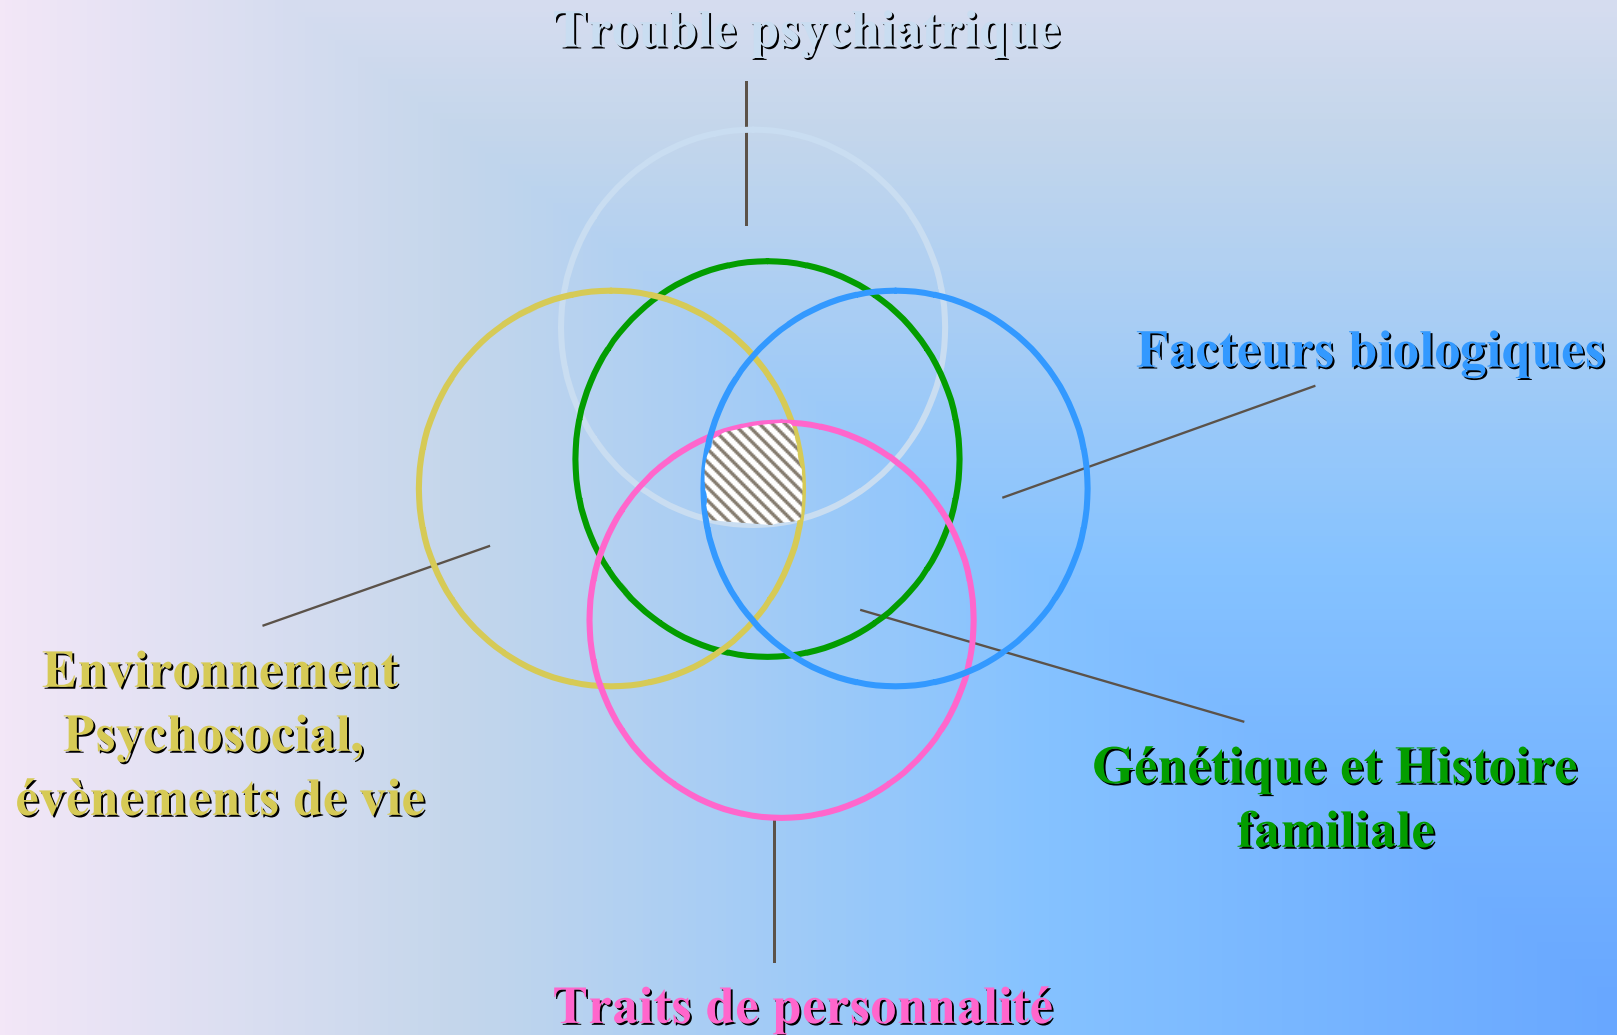 Trouble psychiatrique
Facteurs biologiques
Environnement
Psychosocial,
évènements de vie
Génétique et Histoire
familiale
Traits de personnalité